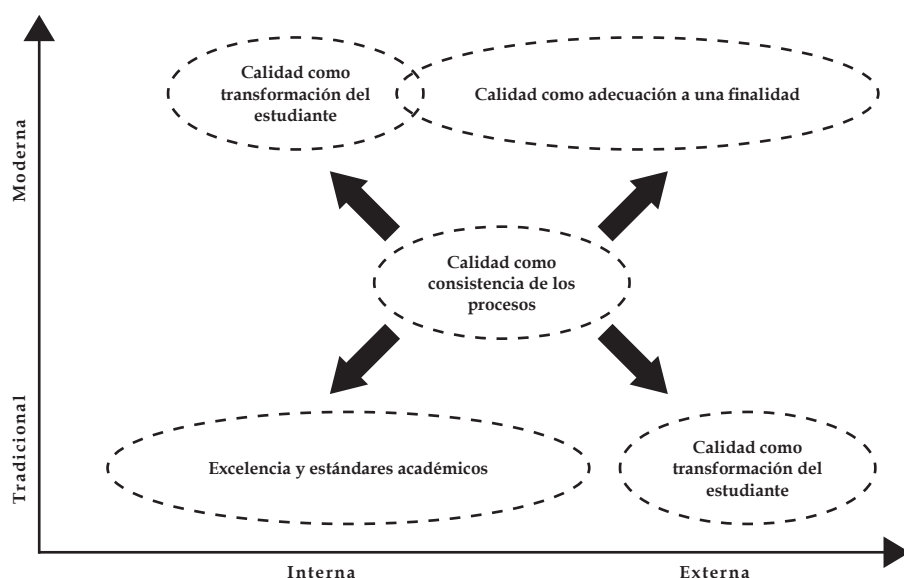 Calidad como
transformación del
estudiante
Calidad como adecuación a una finalidad
Moderna
Calidad como
consistencia de los
procesos
Tradicional
Excelencia y estándares académicos
Calidad como
transformación del
estudiante
Interna
Externa